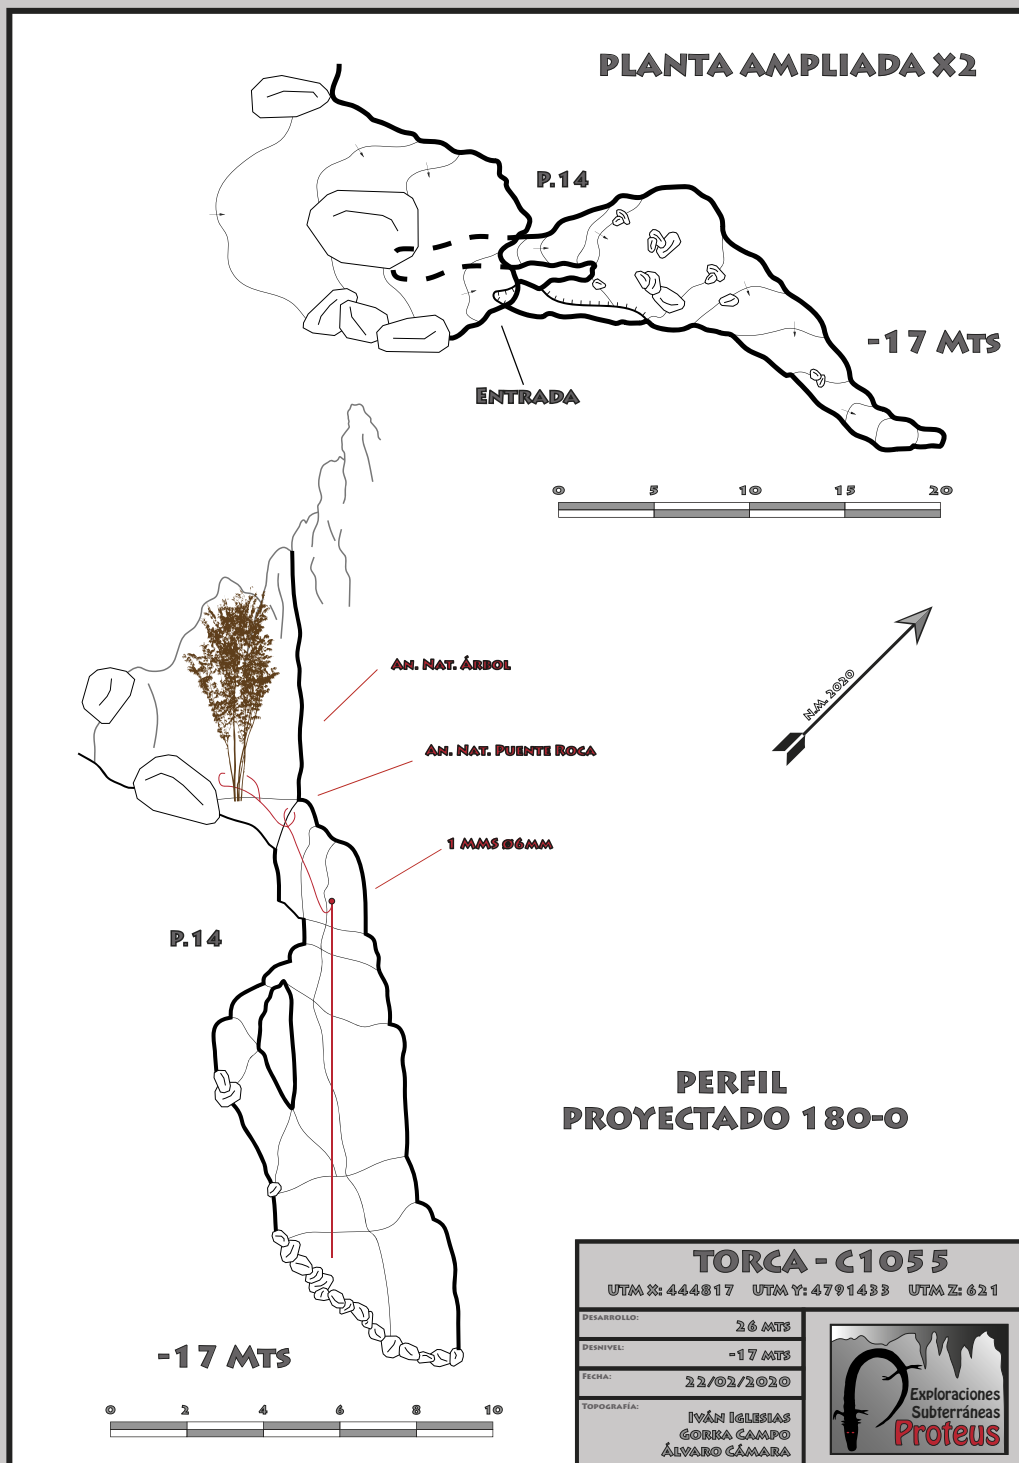 PLANTA AMPLIADA X2
P.14
-17 MTS
ENTRADA
0 5 10 15 20
N.M. 2020
AN. NAT. ÁRBOL
AN. NAT. PUENTE ROCA
1 MMS Ø6MM
P.14
PERFIL
PROYECTADO 180-0
-17 MTS
0 2 4 6 8 10
TORCA - C1055
UTM X: 444817 UTM Y: 4791433 UTM Z: 621
DESARROLLO:
26 MTS
DESNIVEL:
-17 MTS
FECHA:
22/02/2020
TOPOGRAFÍA:
IVÁN IGLESIAS
GORKA CAMPO
ÁLVARO CÁMARA
Exploraciones
Subterráneas
Proteus